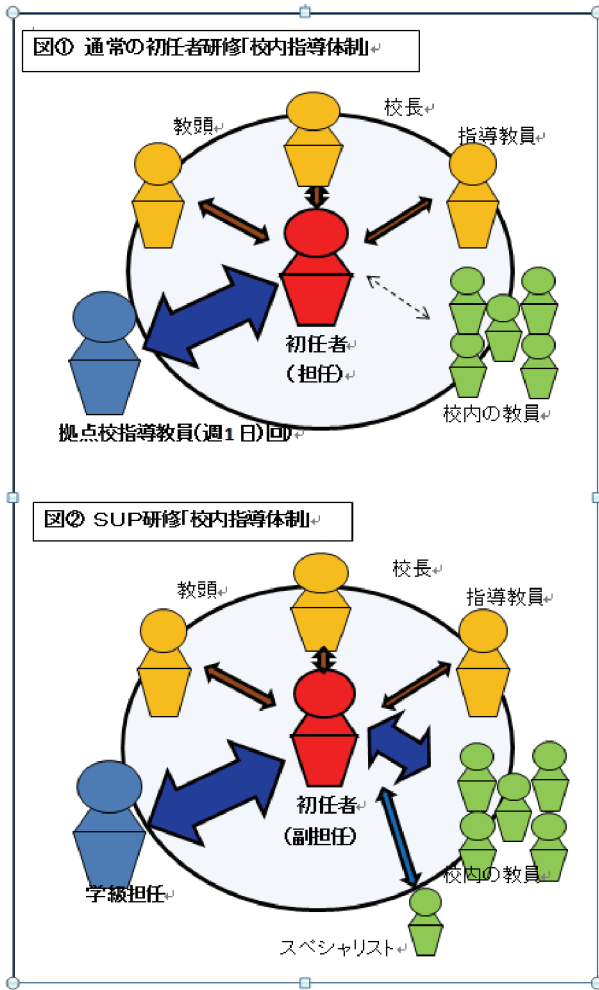 図① 通常の初任者研修「校内指導体制」
校長
教頭
指導教員
初任者
(担任)
校内の教員
拠点校指導教員(週1日)回)
図② SUP研修「校内指導体制」
校長
教頭
指導教員
初任者
(副担任)
校内の教員
学級担任
スペシャリスト